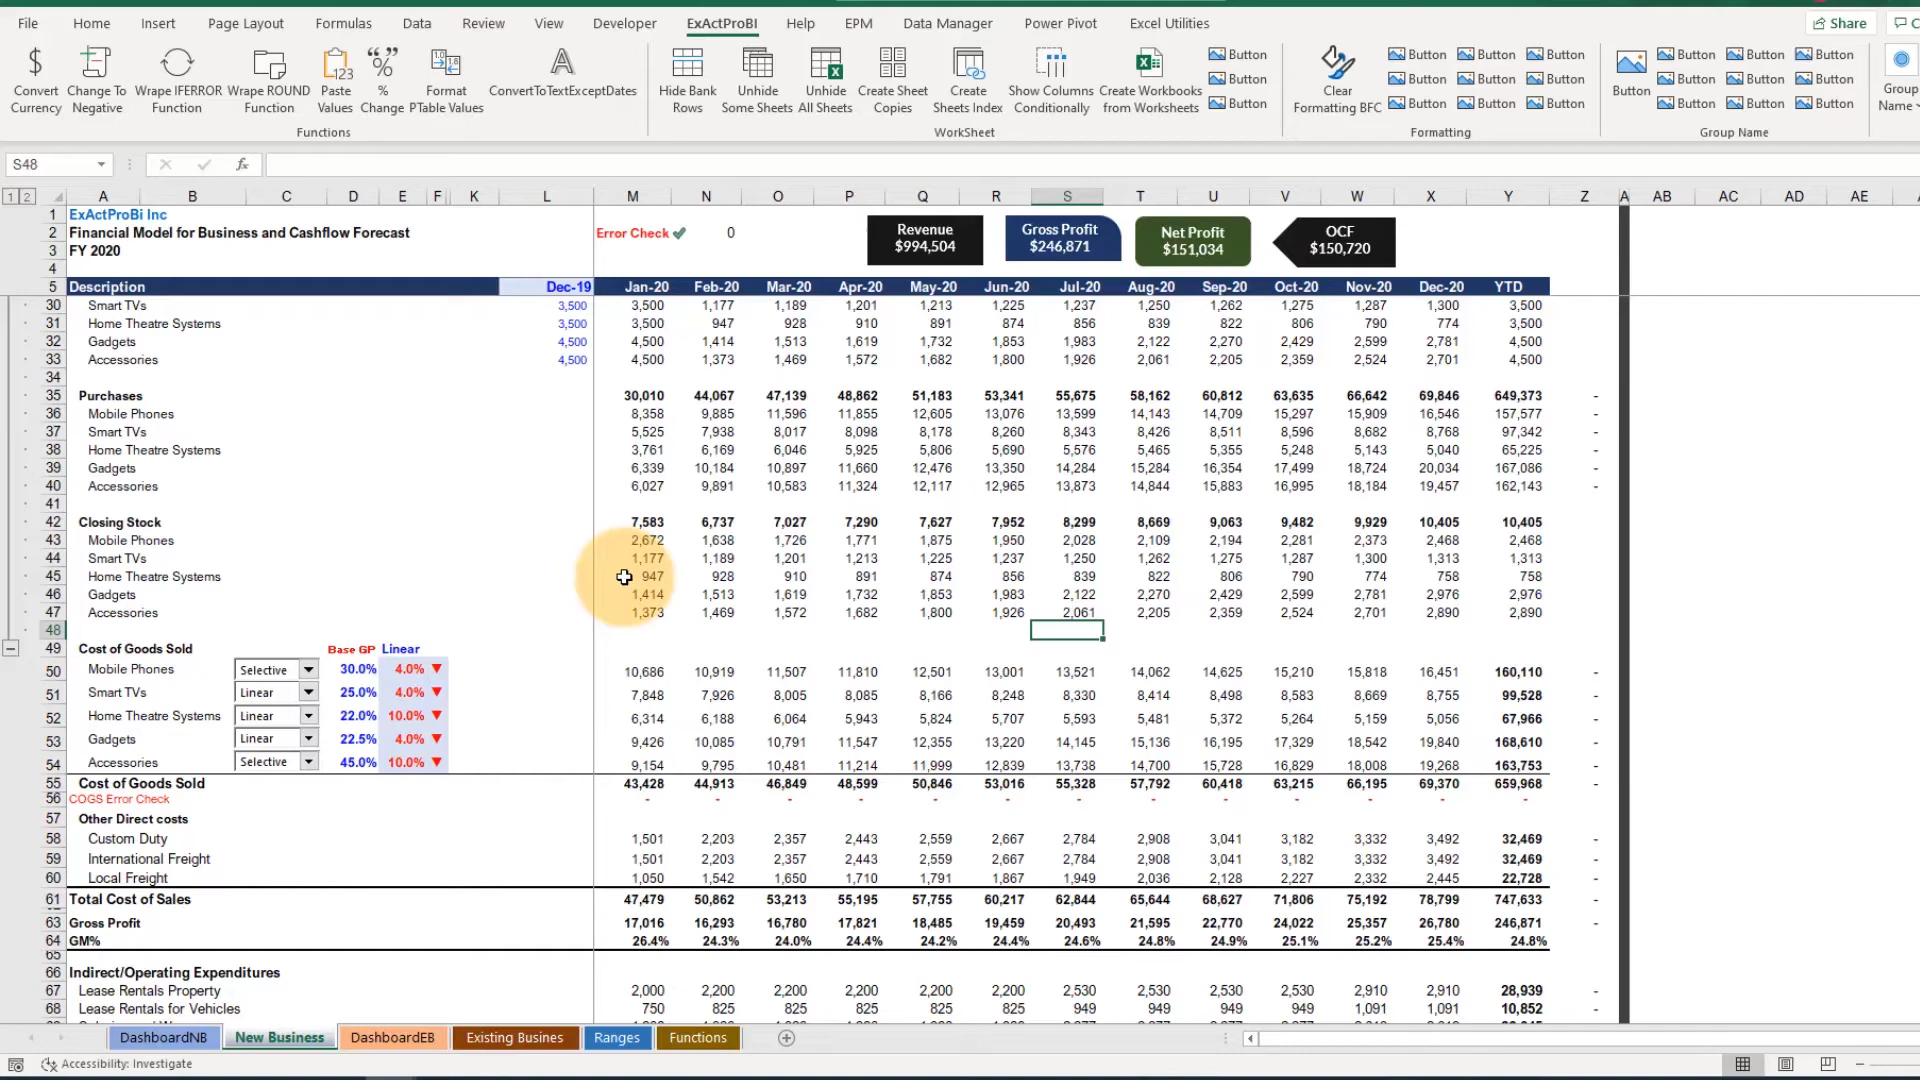 File Home Insert Page Layout Formulas Data Review View Developer ExActProBI Help EPM Data Manager Power Pivot Excel Utilities Share
Convert Currency Change To Negative Wrape IFERROR Function Wrape ROUND Function Paste Values % Change Format PTable Values ConvertToTextExceptDates Hide Bank Rows Unhide Some Sheets Unhide All Sheets Create Sheet Copies Create Sheets Index Show Columns Conditionally Create Workbooks from Worksheets Button Clear Formatting BFC Button Button Button Button Button Button Button Group Name
Button Button Button Button Button Button Button
Button Button Button Button Button Button Button
Functions WorkSheet Formatting Group Name
S48 fx
1 2 A B C D E F K L M N O P Q R S T U V W X Y Z A AB AC AD AE
1 ExActProBi Inc
2 Financial Model for Business and Cashflow Forecast Error Check 0 Revenue $994,504 Gross Profit $246,871 Net Profit $151,034 OCF $150,720
3 FY 2020
4
5 Description Dec-19 Jan-20 Feb-20 Mar-20 Apr-20 May-20 Jun-20 Jul-20 Aug-20 Sep-20 Oct-20 Nov-20 Dec-20 YTD
30 Smart TVs 3,500 3,500 1,177 1,189 1,201 1,213 1,225 1,237 1,250 1,262 1,275 1,287 1,300 3,500
31 Home Theatre Systems 3,500 3,500 947 928 910 891 874 856 839 822 806 790 774 3,500
32 Gadgets 4,500 4,500 1,414 1,513 1,619 1,732 1,853 1,983 2,122 2,270 2,429 2,599 2,781 4,500
33 Accessories 4,500 4,500 1,373 1,469 1,572 1,682 1,800 1,926 2,061 2,205 2,359 2,524 2,701 4,500
34
35 Purchases 30,010 44,067 47,139 48,862 51,183 53,341 55,675 58,162 60,812 63,635 66,642 69,846 649,373 -
36 Mobile Phones 8,358 9,885 11,596 11,855 12,605 13,076 13,599 14,143 14,709 15,297 15,909 16,546 157,577 -
37 Smart TVs 5,525 7,938 8,017 8,098 8,178 8,260 8,343 8,426 8,511 8,596 8,682 8,768 97,342 -
38 Home Theatre Systems 3,761 6,169 6,046 5,925 5,806 5,690 5,576 5,465 5,355 5,248 5,143 5,040 65,225 -
39 Gadgets 6,339 10,184 10,897 11,660 12,476 13,350 14,284 15,284 16,354 17,499 18,724 20,034 167,086 -
40 Accessories 6,027 9,891 10,583 11,324 12,117 12,965 13,873 14,844 15,883 16,995 18,184 19,457 162,143 -
41
42 Closing Stock 7,583 6,737 7,027 7,290 7,627 7,952 8,299 8,669 9,063 9,482 9,929 10,405 10,405
43 Mobile Phones 2,672 1,638 1,726 1,771 1,875 1,950 2,028 2,109 2,194 2,281 2,373 2,468 2,468
44 Smart TVs 1,177 1,189 1,201 1,213 1,225 1,237 1,250 1,262 1,275 1,287 1,300 1,313 1,313
45 Home Theatre Systems 947 928 910 891 874 856 839 822 806 790 774 758 758
46 Gadgets 1,414 1,513 1,619 1,732 1,853 1,983 2,122 2,270 2,429 2,599 2,781 2,976 2,976
47 Accessories 1,373 1,469 1,572 1,682 1,800 1,926 2,061 2,205 2,359 2,524 2,701 2,890 2,890
48
49 Cost of Goods Sold Base GP Linear
50 Mobile Phones Selective 30.0% 4.0% 10,686 10,919 11,507 11,810 12,501 13,001 13,521 14,062 14,625 15,210 15,818 16,451 160,110 -
51 Smart TVs Linear 25.0% 4.0% 7,848 7,926 8,005 8,085 8,166 8,248 8,330 8,414 8,498 8,583 8,669 8,755 99,528 -
52 Home Theatre Systems Linear 22.0% 10.0% 6,314 6,188 6,064 5,943 5,824 5,707 5,593 5,481 5,372 5,264 5,159 5,056 67,966 -
53 Gadgets Linear 22.5% 4.0% 9,426 10,085 10,791 11,547 12,355 13,220 14,145 15,136 16,195 17,329 18,542 19,840 168,610 -
54 Accessories Selective 45.0% 10.0% 9,154 9,795 10,481 11,214 11,999 12,839 13,738 14,700 15,728 16,829 18,008 19,268 163,753 -
55 Cost of Goods Sold 43,428 44,913 46,849 48,599 50,846 53,016 55,328 57,792 60,418 63,215 66,195 69,370 659,968 -
56 COGS Error Check - - - - - - - - - - - - -
57 Other Direct costs
58 Custom Duty 1,501 2,203 2,357 2,443 2,559 2,667 2,784 2,908 3,041 3,182 3,332 3,492 32,469 -
59 International Freight 1,501 2,203 2,357 2,443 2,559 2,667 2,784 2,908 3,041 3,182 3,332 3,492 32,469 -
60 Local Freight 1,050 1,542 1,650 1,710 1,791 1,867 1,949 2,036 2,128 2,227 2,332 2,445 22,728 -
61 Total Cost of Sales 47,479 50,862 53,213 55,195 57,755 60,217 62,844 65,644 68,627 71,806 75,192 78,799 747,633 -
63 Gross Profit 17,016 16,293 16,780 17,821 18,485 19,459 20,493 21,595 22,770 24,022 25,357 26,780 246,871 -
64 GM% 26.4% 24.3% 24.0% 24.4% 24.2% 24.4% 24.6% 24.8% 24.9% 25.1% 25.2% 25.4% 24.8%
65
66 Indirect/Operating Expenditures
67 Lease Rentals Property 2,000 2,200 2,200 2,200 2,200 2,200 2,530 2,530 2,530 2,530 2,910 2,910 28,939 -
68 Lease Rentals for Vehicles 750 825 825 825 825 825 949 949 949 949 1,091 1,091 10,852 -
DashboardNB New Business DashboardEB Existing Busines Ranges Functions
Accessibility: Investigate